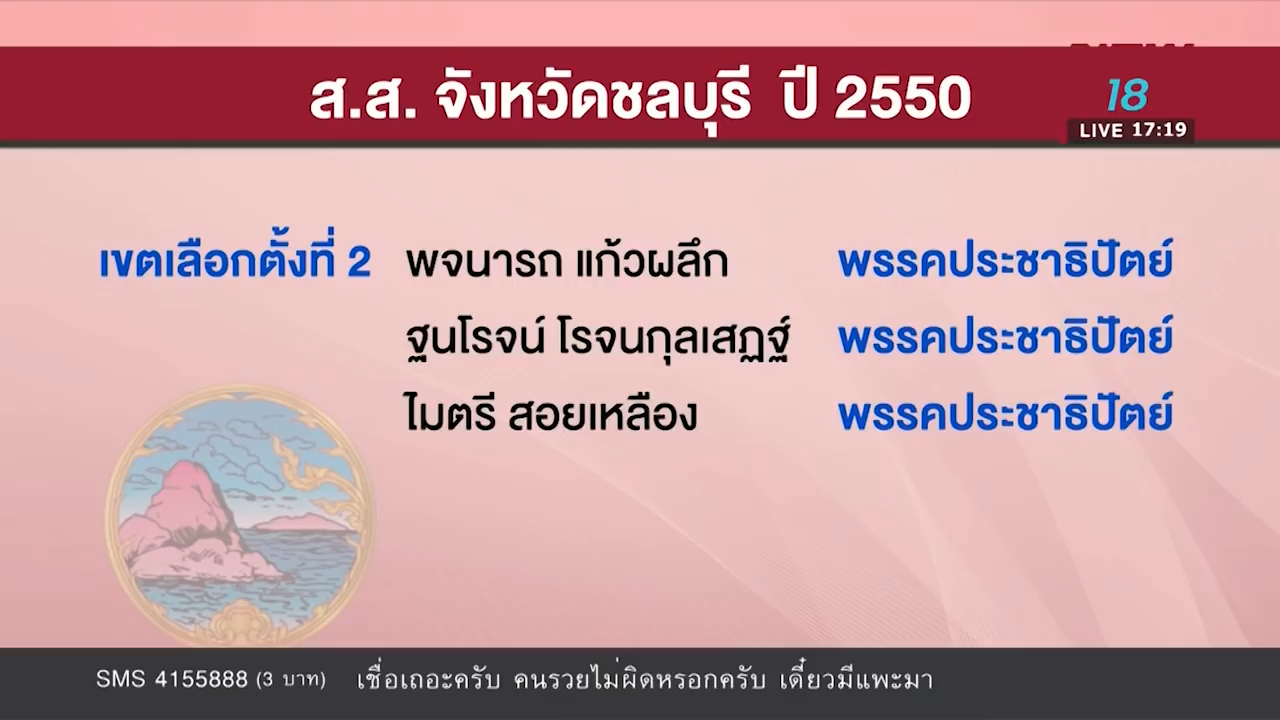 ส.ส. จังหวัดชลบุรี ปี 2550
18
LIVE 17:19
เขตเลือกตั้งที่ 2 พจนารถ แก้วผลึก พรรคประชาธิปัตย์
ฐนโรจน์ โรจนกุลเสฏฐ์ พรรคประชาธิปัตย์
ไมตรี สอยเหลือง พรรคประชาธิปัตย์
SMS 4155888 (3 บาท) เชื่อเถอะครับ คนรวยไม่ผิดหรอกครับ เดี๋ยวมีแพะมา